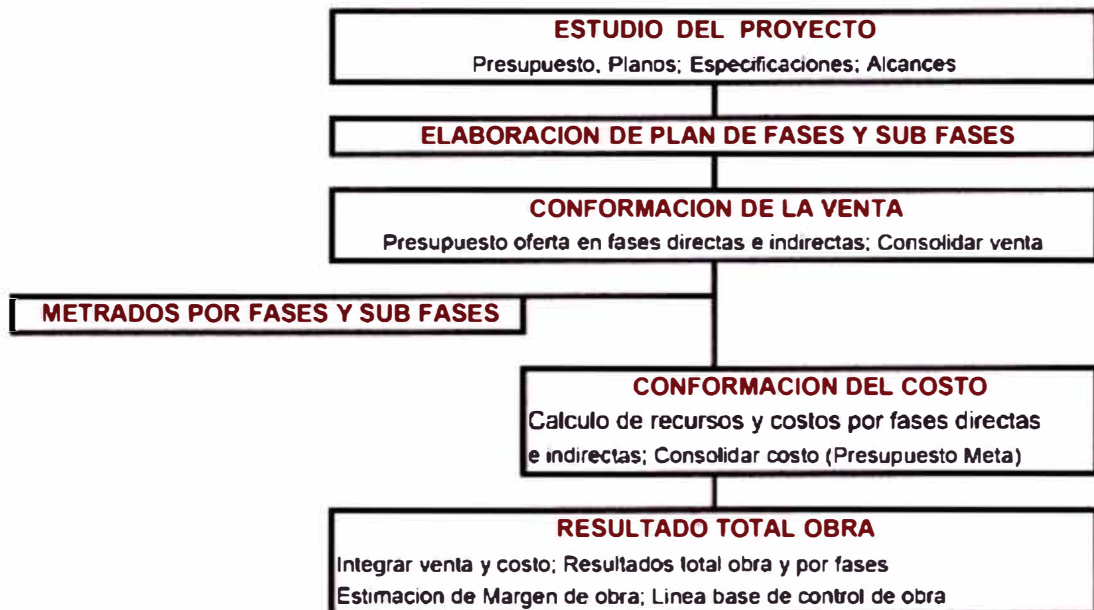 ESTUDIO DEL PROYECTO
Presupuesto, Planos; Especificaciones; Alcances
ELABORACION DE PLAN DE FASES Y SUB FASES
CONFORMACION DE LA VENTA
Presupuesto oferta en fases directas e indirectas; Consolidar venta
METRADOS POR FASES Y SUB FASES
CONFORMACION DEL COSTO
Calculo de recursos y costos por fases directas
e indirectas; Consolidar costo (Presupuesto Meta)
RESULTADO TOTAL OBRA
Integrar venta y costo; Resultados total obra y por fases
Estimacion de Margen de obra; Linea base de control de obra